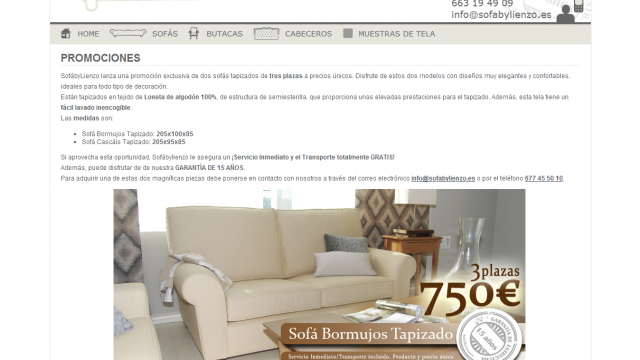 663 19 49 09
info@sofabylienzo.es
HOME SOFÁS BUTACAS CABECEROS MUESTRAS DE TELA
PROMOCIONES
SofábyLienzo lanza una promoción exclusiva de dos sofás tapizados de tres plazas a precios únicos. Disfrute de estos dos modelos con diseños muy elegantes y confortables,
ideales para todo tipo de decoración.
Están tapizados en tejido de Loneta de algodón 100%, de estructura de semiesterilla, que proporciona unas elevadas prestaciones para el tapizado. Además, esta tela tiene un
fácil lavado inencogible.
Las medidas son:
Sofá Bormujos Tapizado: 205x100x85
Sofá Cascáis Tapizado: 205x95x85
Si aprovecha esta oportunidad, Sofábylienzo le asegura un ¡Servicio Inmediato y el Transporte totalmente GRATIS!
Además, puede disfrutar de de nuestra GARANTÍA DE 15 AÑOS.
Para adquirir una de estas dos magníficas piezas debe ponerse en contacto con nosotros a través del correo electrónico info@sofabylienzo.es o por el teléfono 677 45 50 10.
3plazas
750€
Sofá Bormujos Tapizado
15 años
Servicio Inmediato/Transporte incluido. Producto y precio único